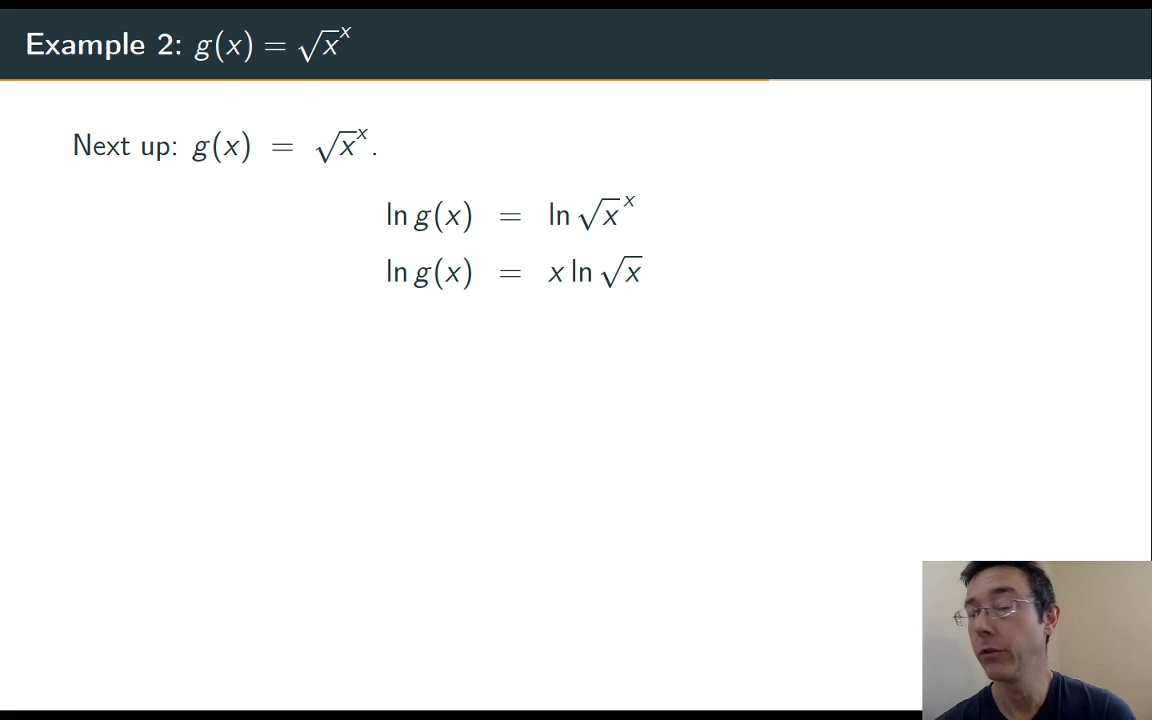 Example 2: g(x) = √x^x
Next up: g(x) = √x^x.
ln g(x) = ln √x^x
ln g(x) = x ln √x